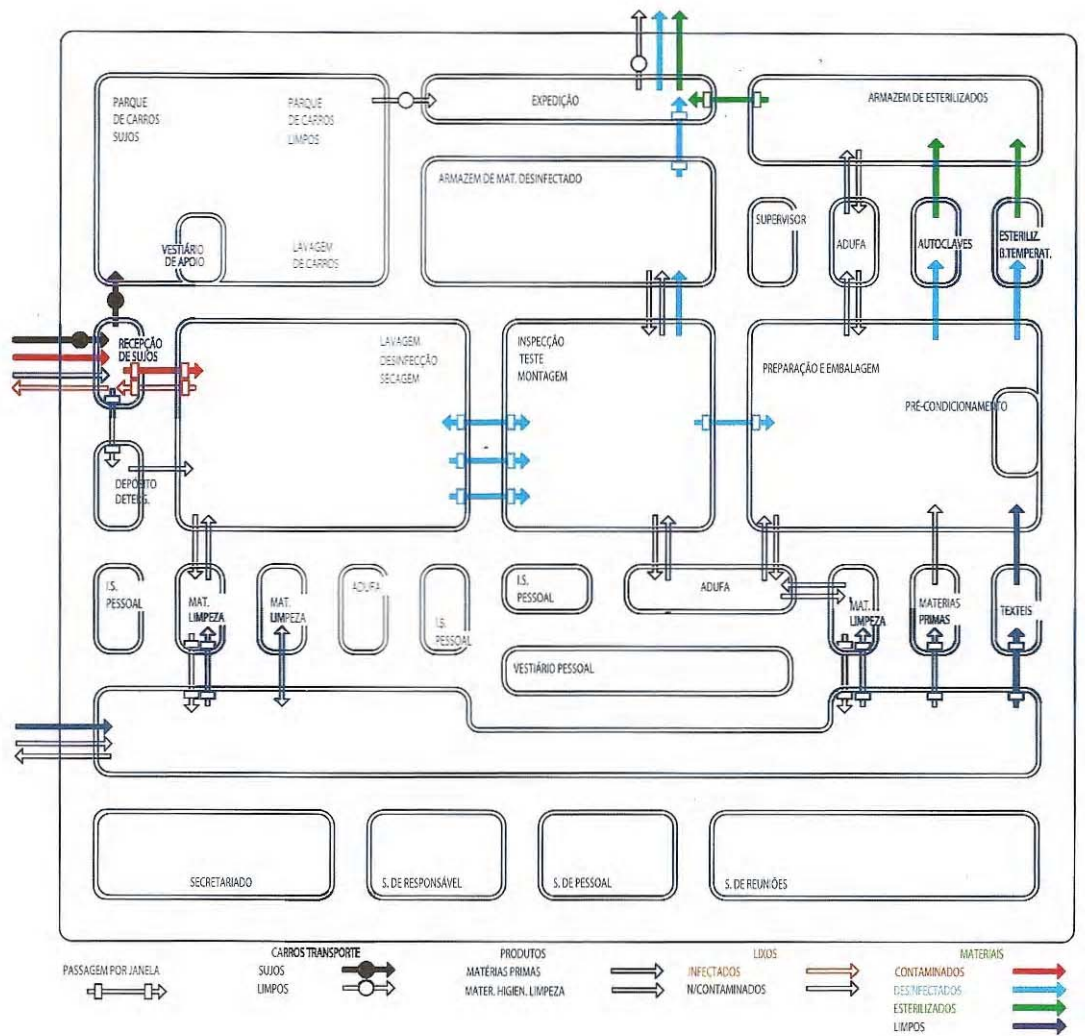 PARQUE
DE CARROS
SUJOS
PARQUE
DE CARROS
LIMPOS
EXPEDIÇÃO
ARMAZEM DE ESTERILIZADOS
ARMAZEM DE MAT. DESINFECTADO
VESTIÁRIO
DE APOIO
LAVAGEM
DE CARROS
SUPERVISOR
ADUFA
AUTOCLAVES
ESTERILIZ.
B.TEMPERAT.
RECEPÇÃO
DE SUJOS
LAVAGEM
DESINFECÇÃO
SECAGEM
INSPECÇÃO
TESTE
MONTAGEM
PREPARAÇÃO E EMBALAGEM
PRÉ-CONDICIONAMENTO
DEPÓSITO
DETERG.
I.S.
PESSOAL
MAT.
LIMPEZA
MAT.
LIMPEZA
ADUFA
I.S.
PESSOAL
I.S.
PESSOAL
ADUFA
MAT.
LIMPEZA
MATERIAS
PRIMAS
TEXTEIS
VESTIÁRIO PESSOAL
SECRETARIADO
S. DE RESPONSÁVEL
S. DE PESSOAL
S. DE REUNIÕES
PASSAGEM POR JANELA
CARROS TRANSPORTE
SUJOS
LIMPOS
PRODUTOS
MATÉRIAS PRIMAS
MATER. HIGIEN. LIMPEZA
LIXOS
INFECTADOS
N/CONTAMINADOS
MATERIAIS
CONTAMINADOS
DESINFECTADOS
ESTERILIZADOS
LIMPOS